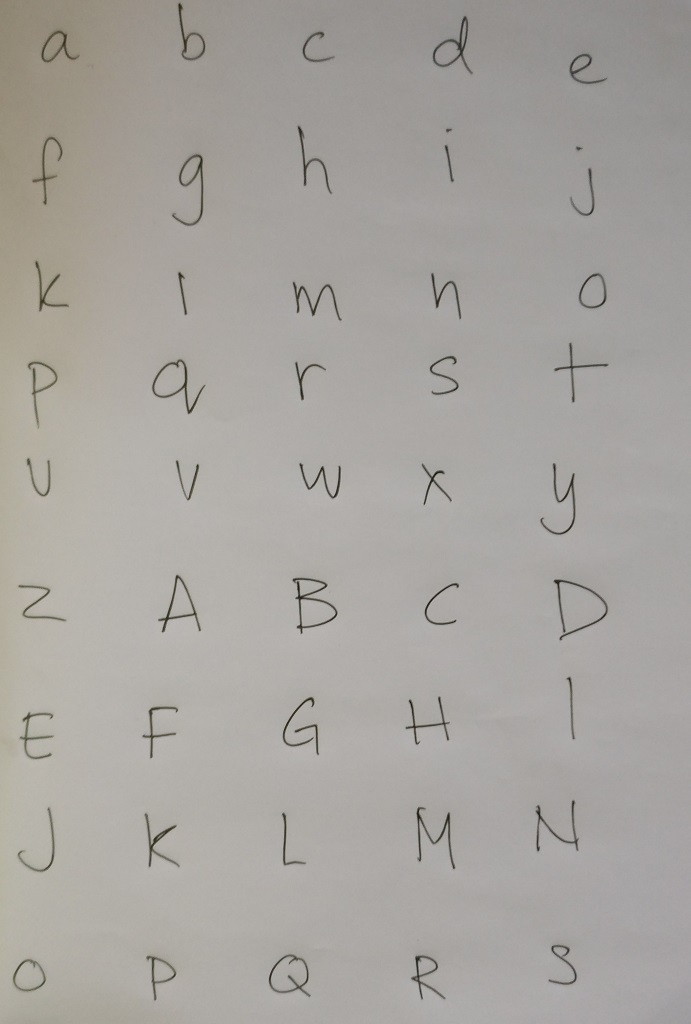 a b c d e
f g h i j
k l m n o
p q r s t
u v w x y
z A B C D
E F G H I
J K L M N
O P Q R S